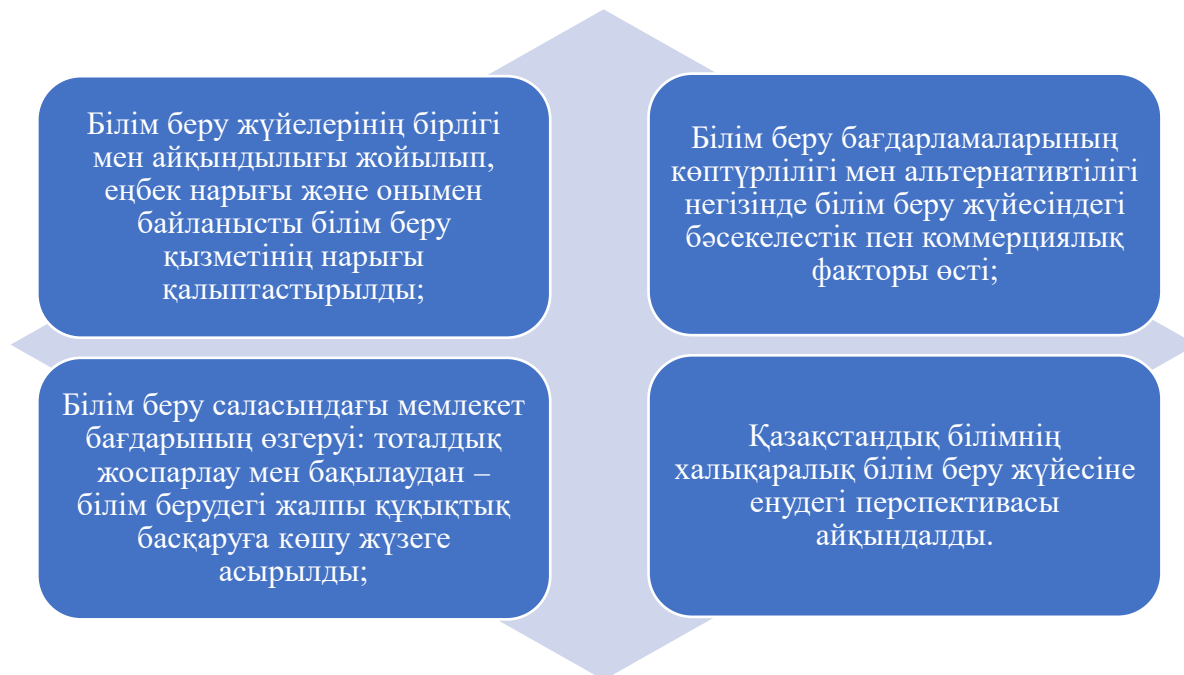 Білім беру жүйелерінің бірлігі
мен айқындылығы жойылып,
еңбек нарығы және онымен
байланысты білім беру
қызметінің нарығы
қалыптастырылды;
Білім беру бағдарламаларының
көптүрлілігі мен альтернативтілігі
негізінде білім беру жүйесіндегі
бәсекелестік пен коммерциялық
факторы өсті;
Білім беру саласындағы мемлекет
бағдарының өзгеруі: тоталдық
жоспарлау мен бақылаудан –
білім берудегі жалпы құқықтық
басқаруға көшу жүзеге
асырылды;
Қазақстандық білімнің
халықаралық білім беру жүйесіне
енудегі перспективасы
айқындалды.